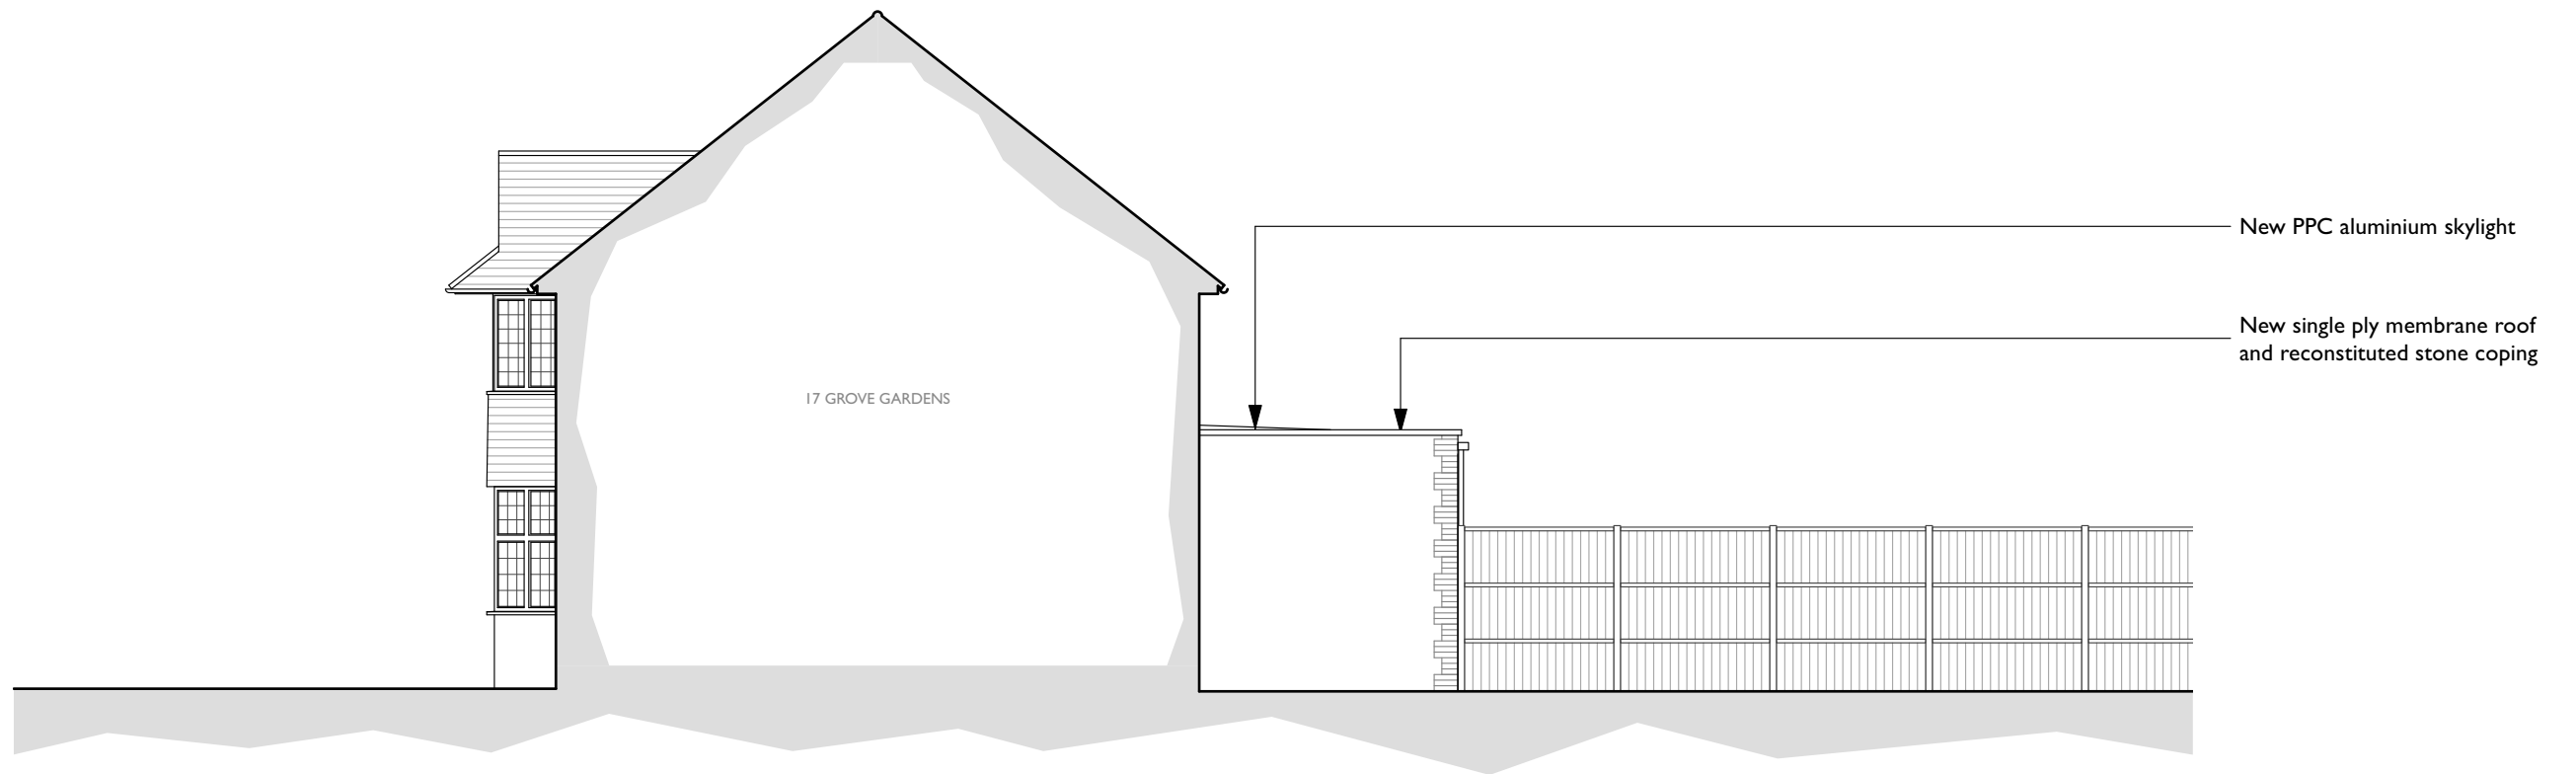 New PPC aluminium skylight
New single ply membrane roof
and reconstituted stone coping
17 GROVE GARDENS